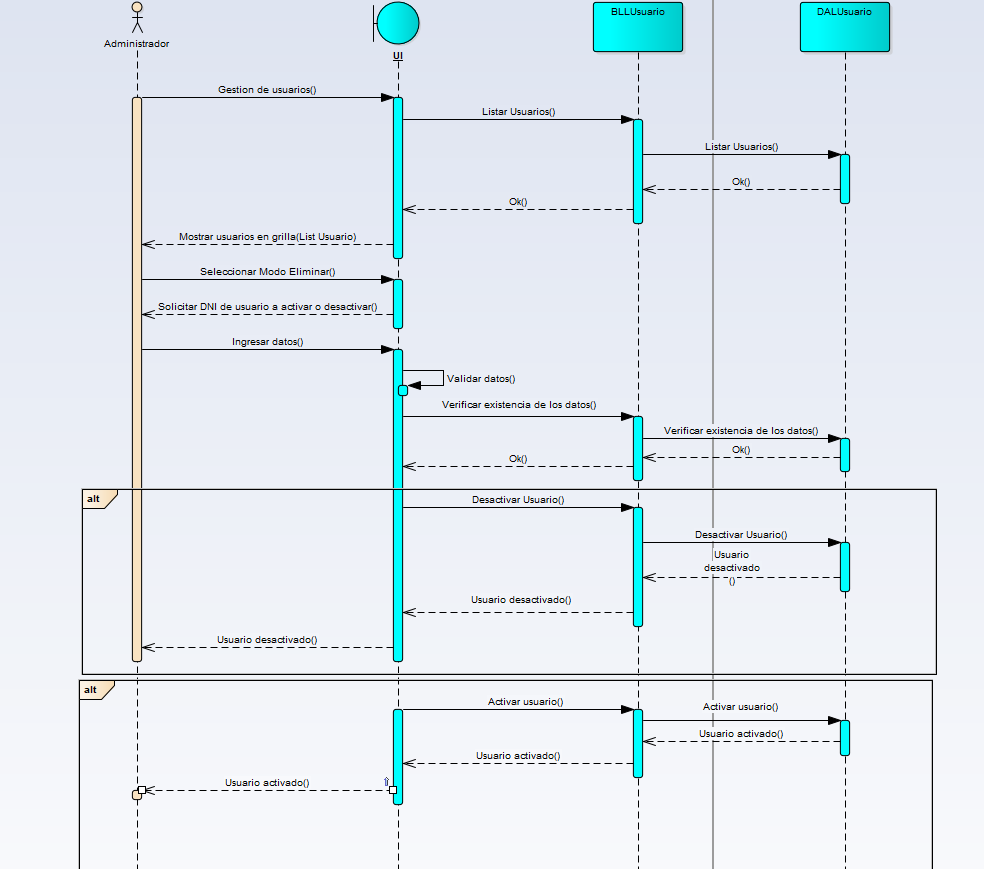 BLLUsuario
DALUsuario
Administrador
UI
Gestion de usuarios()
Listar Usuarios()
Listar Usuarios()
Ok()
Ok()
Mostrar usuarios en grilla(List Usuario)
Seleccionar Modo Eliminar()
Solicitar DNI de usuario a activar o desactivar()
Ingresar datos()
Validar datos()
Verificar existencia de los datos()
Verificar existencia de los datos()
Ok()
Ok()
alt
Desactivar Usuario()
Desactivar Usuario()
Usuario
desactivado
()
Usuario desactivado()
Usuario desactivado()
alt
Activar usuario()
Activar usuario()
Usuario activado()
Usuario activado()
Usuario activado()